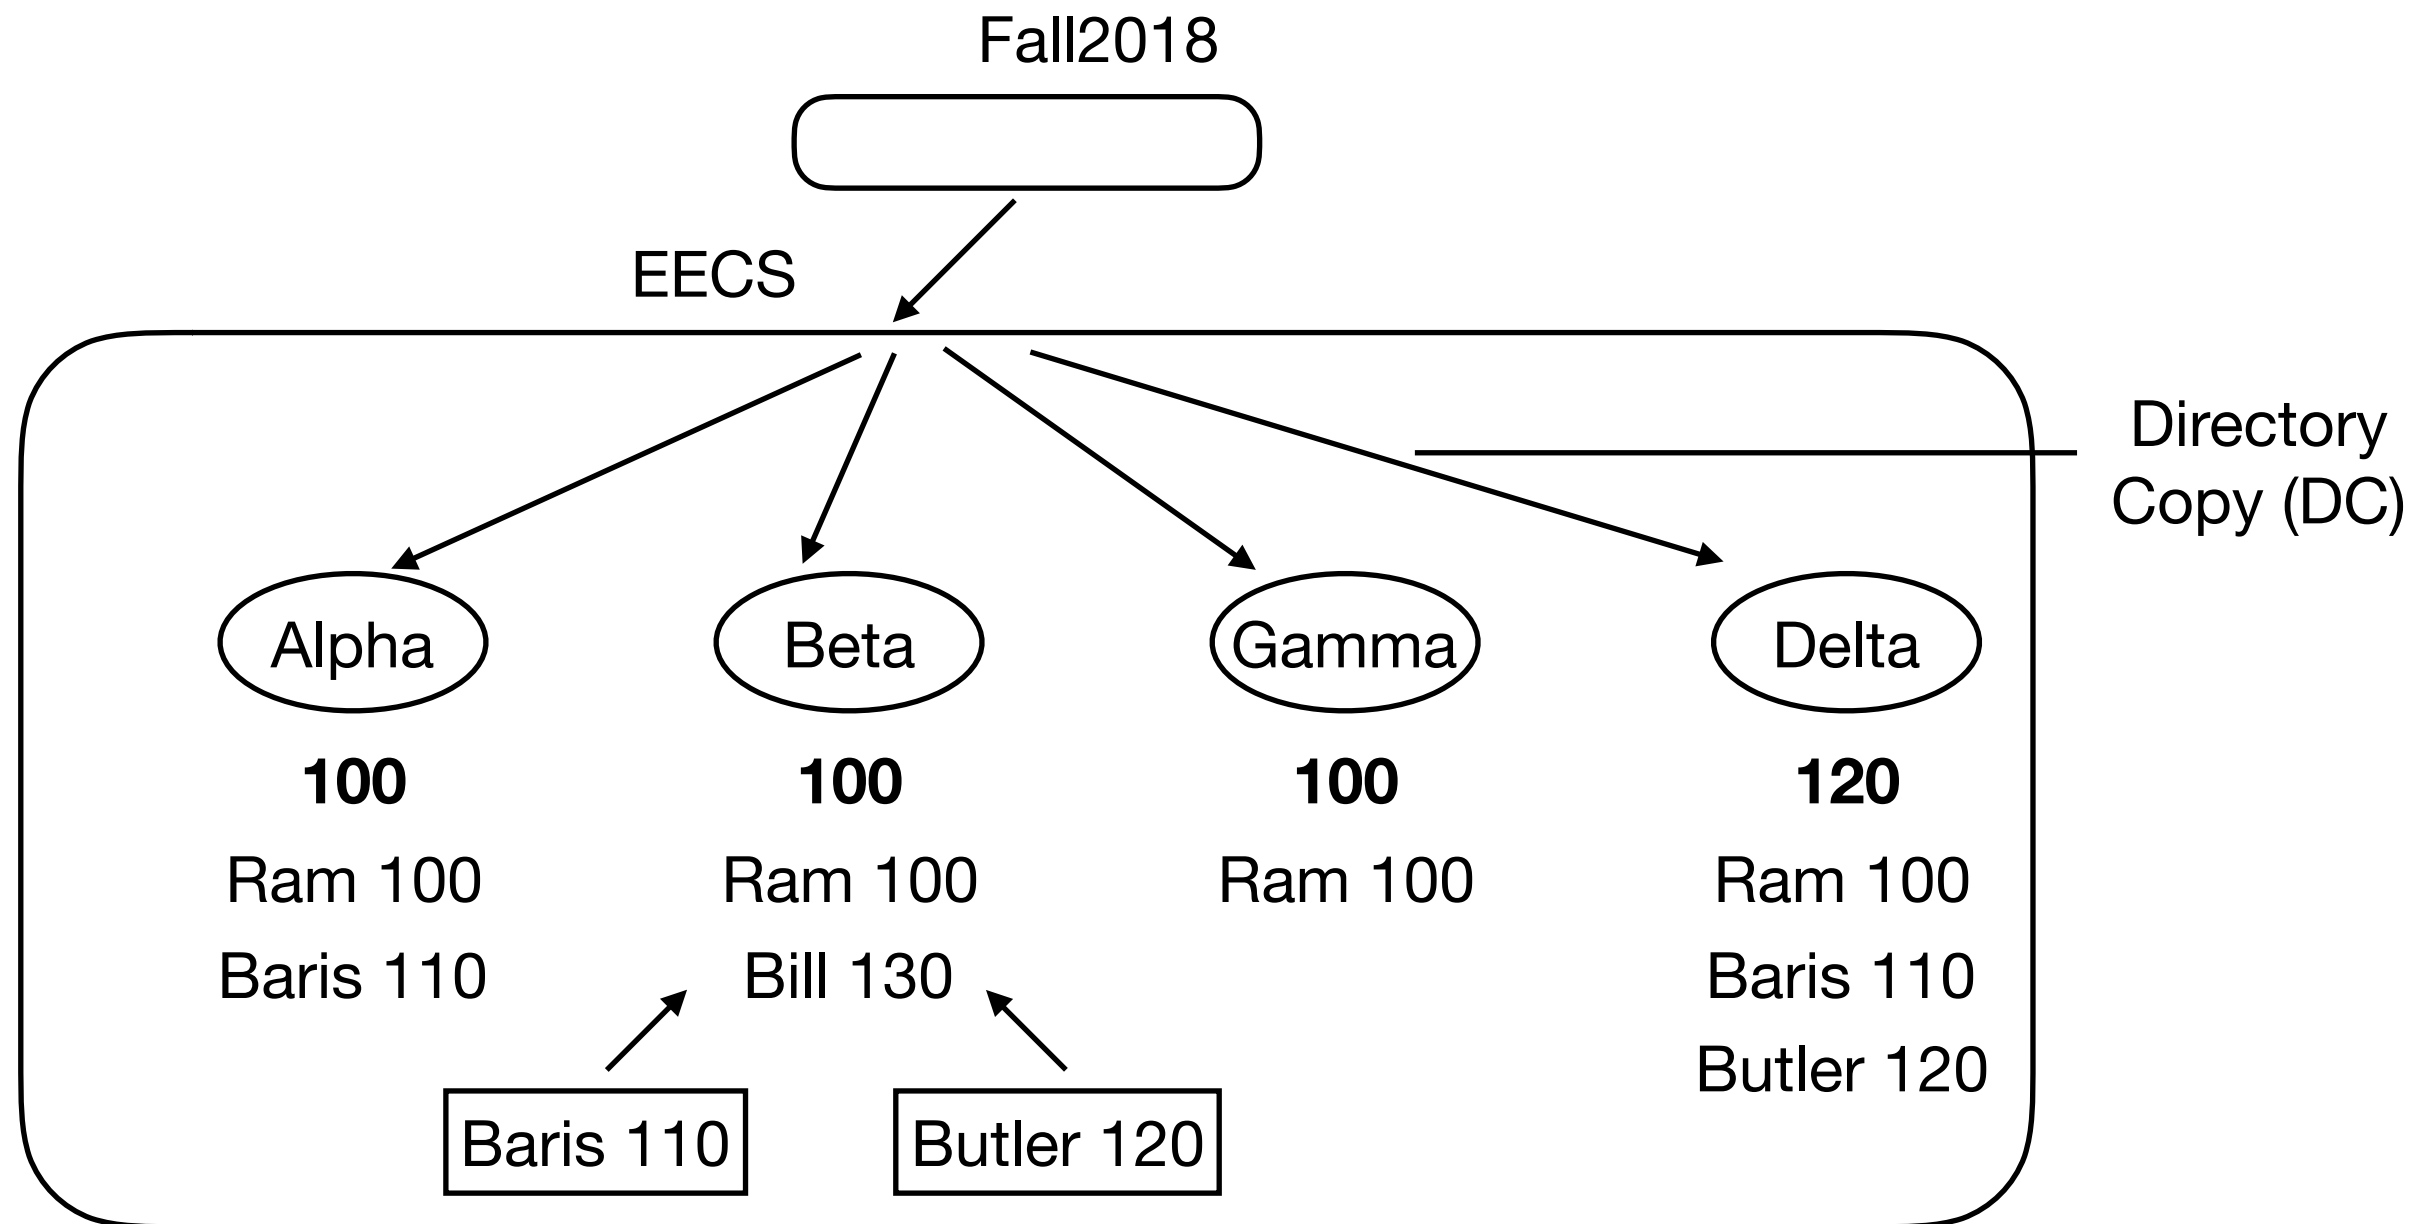 Fall2018
EECS
Directory
Copy (DC)
Alpha
Beta
Gamma
Delta
100
100
100
120
Ram 100
Ram 100
Ram 100
Ram 100
Baris 110
Bill 130
Baris 110
Butler 120
Baris 110
Butler 120